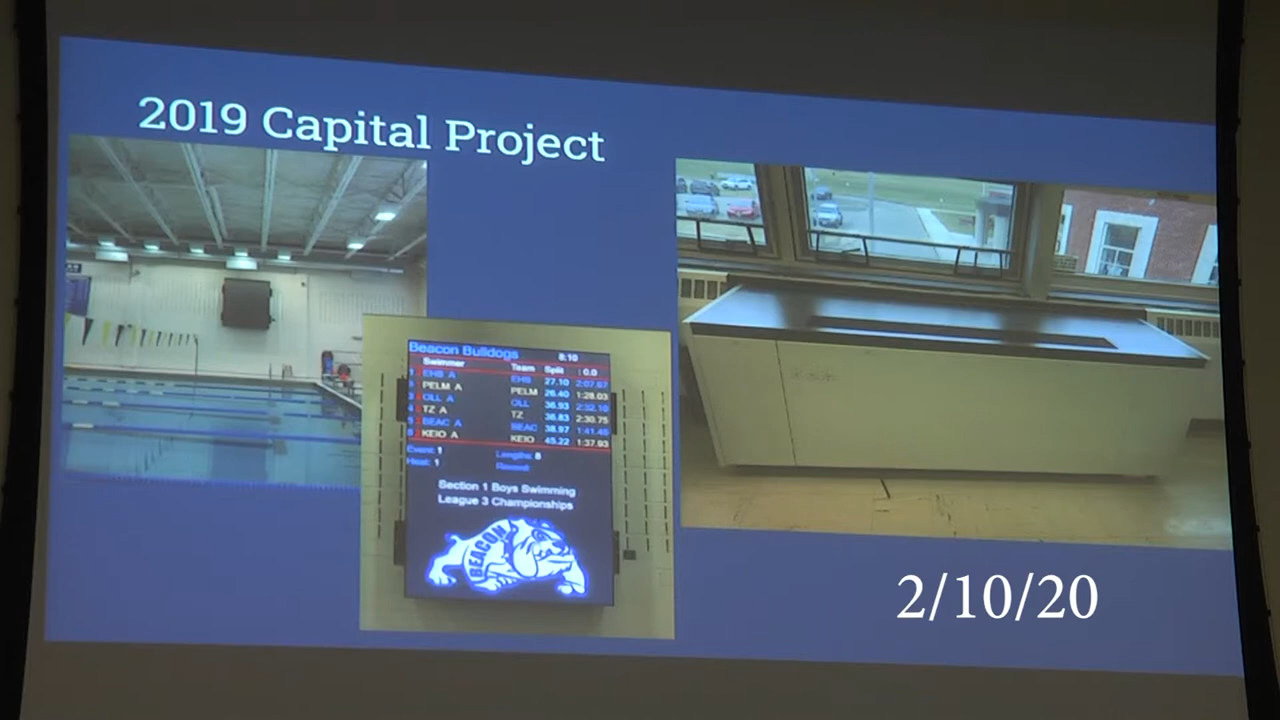 2019 Capital Project
Beacon Bulldogs 8:10
Swimmer Team Split : 0.0
1 EHS A EHS 27.10 2:07.67
PELM A PELM 26.40 1:28.03
OLL A OLL 36.93 2:32.10
4 TZ A TZ 38.83 2:30.75
BEAC A BEAC 38.97 1:41.45
KEIO A KEIO 45.22 1:37.93
Event: 1 Lengths: 8
Heat: 1 Record:
Section 1 Boys Swimming
League 3 Championships
BEACON
2/10/20